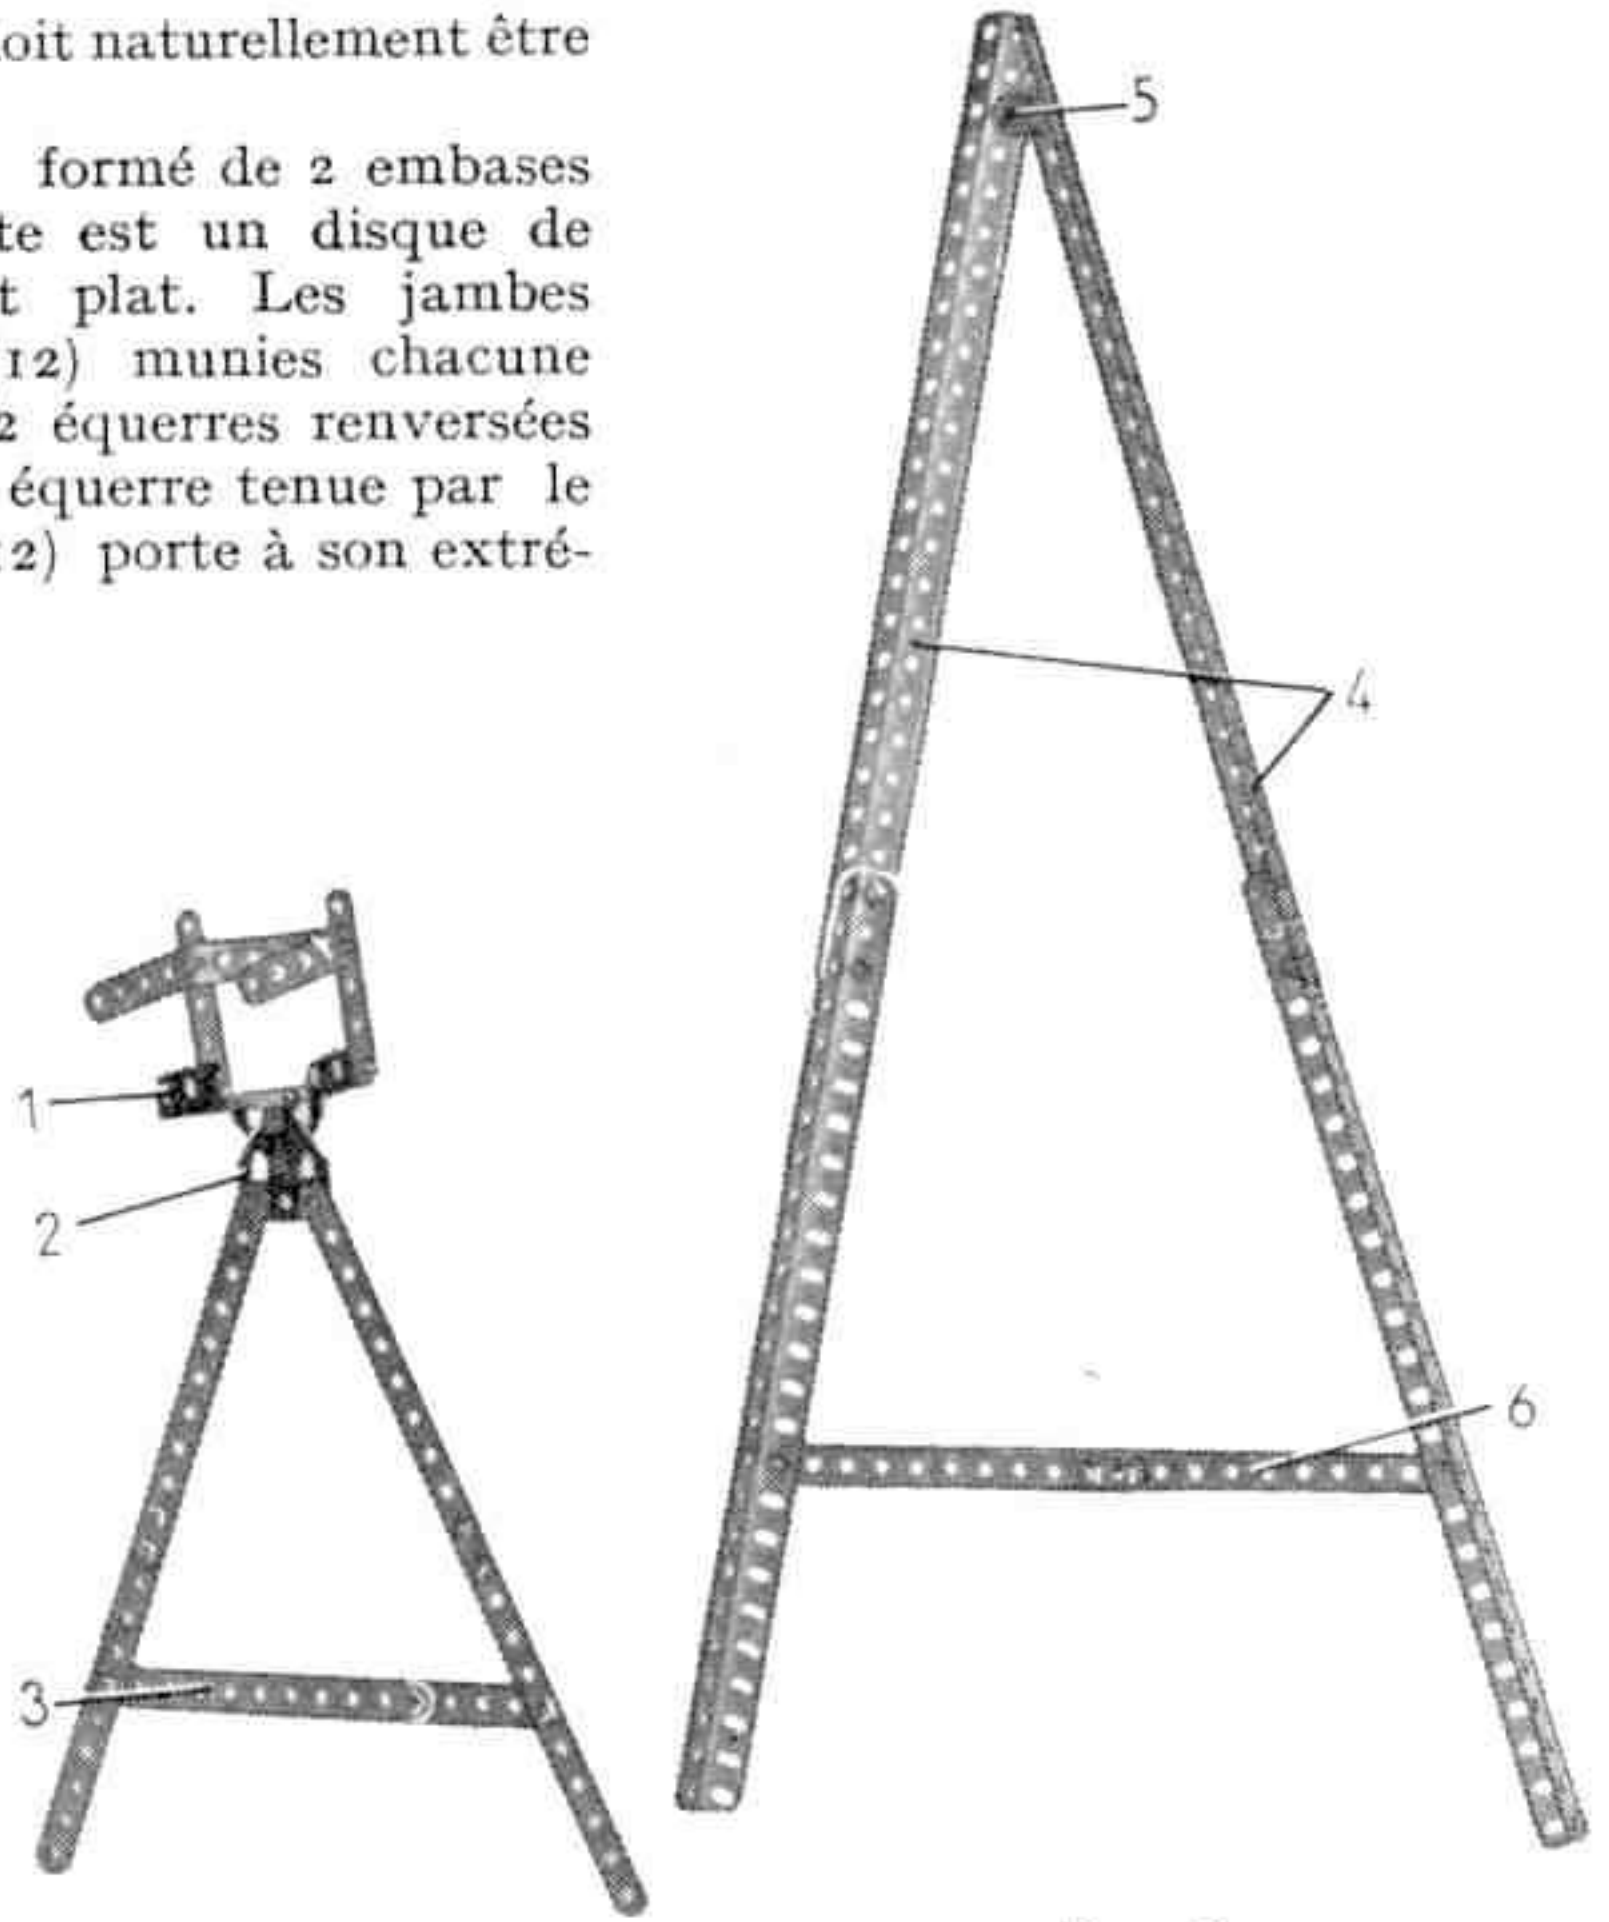 oit naturellement être
formé de 2 embases
te est un disque de
t plat. Les jambes
12) munies chacune
2 équerres renversées
équerre tenue par le
12) porte à son extré-
5
4
1
2
6
3